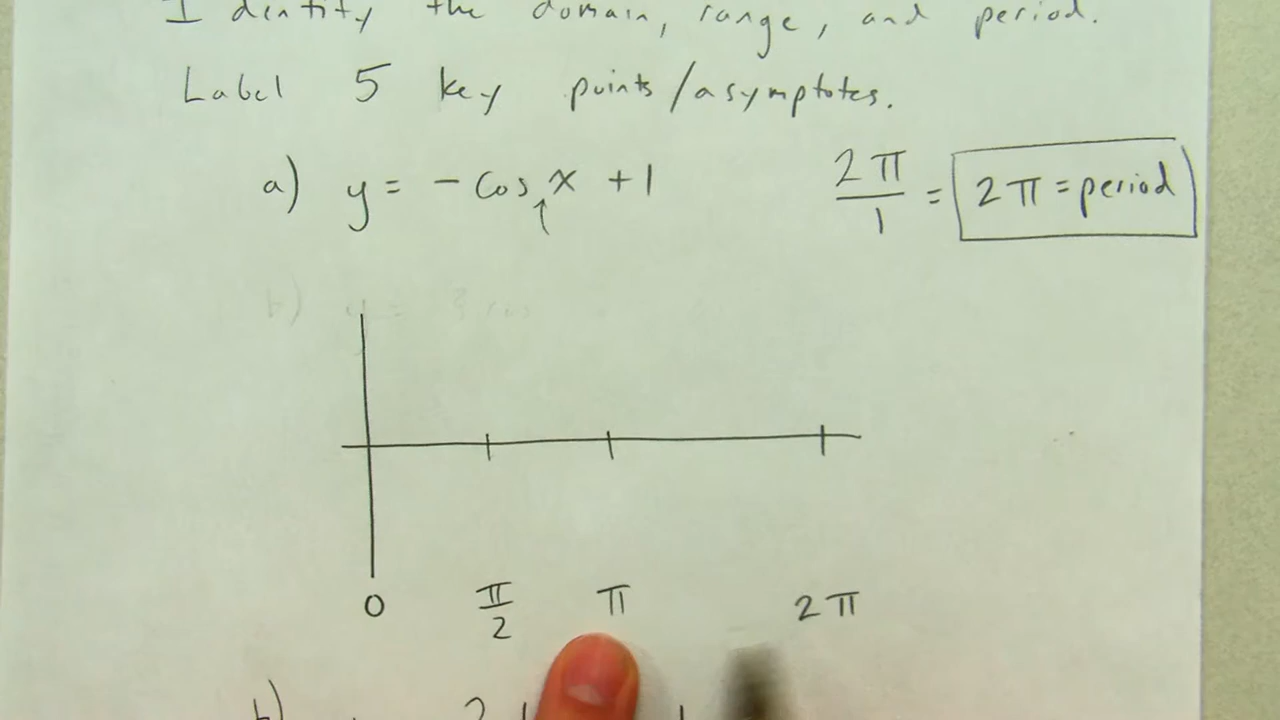 Identify the domain, range, and period.
Label 5 key points/asymptotes.
a) y = - cos x + 1
2π/1 = 2π = period
0 π/2 π 2π
b)